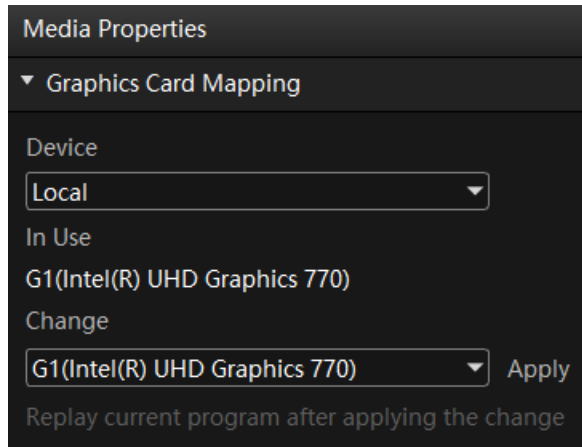 Media Properties
Graphics Card Mapping
Device
Local
In Use
G1(Intel(R) UHD Graphics 770)
Change
G1(Intel(R) UHD Graphics 770) Apply
Replay current program after applying the change